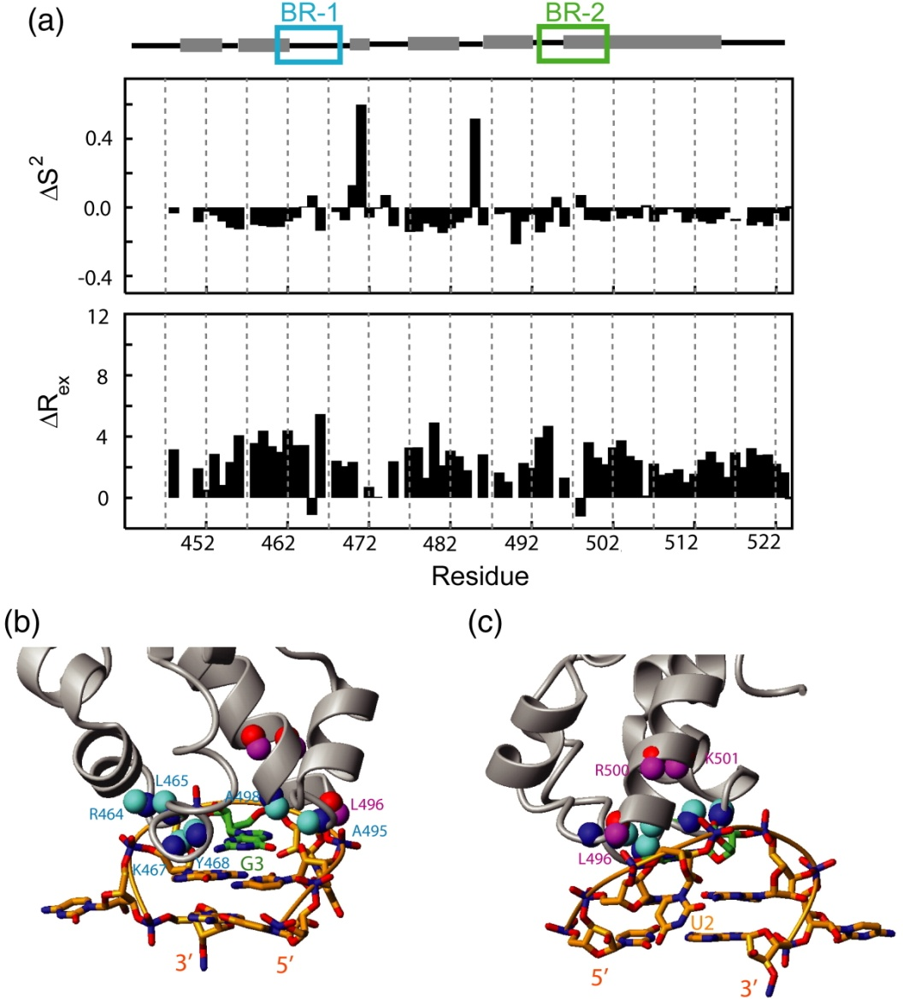 (a)
BR-1 BR-2
ΔS²
0.4
0.0
-0.4
ΔRex
12
8
4
0
452 462 472 482 492 502 512 522
Residue
(b)
L465
R464
A498
L496
A495
K467
Y468
G3
3′ 5′
(c)
R500
K501
L496
U2
5′ 3′